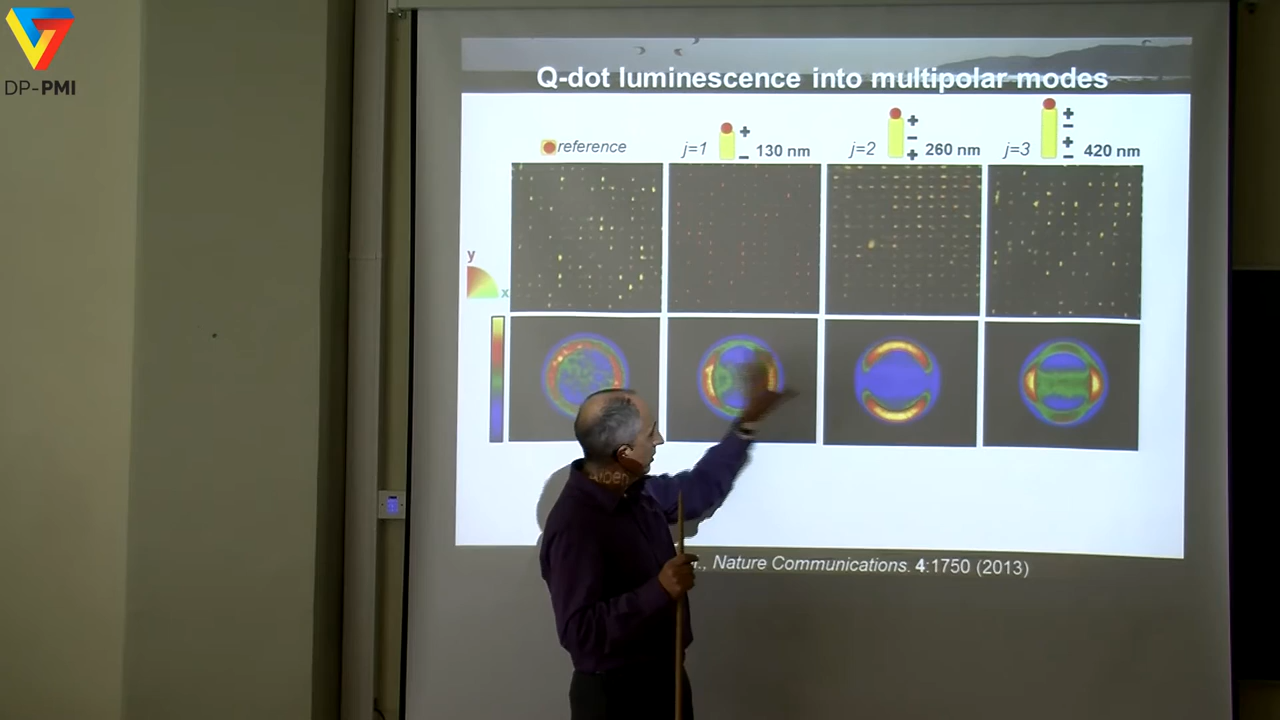 DP-PMI
Q-dot luminescence into multipolar modes
reference
j=1
+
−
130 nm
j=2
+
−
+
260 nm
j=3
+
−
+
−
420 nm
y
x
., Nature Communications. 4:1750 (2013)